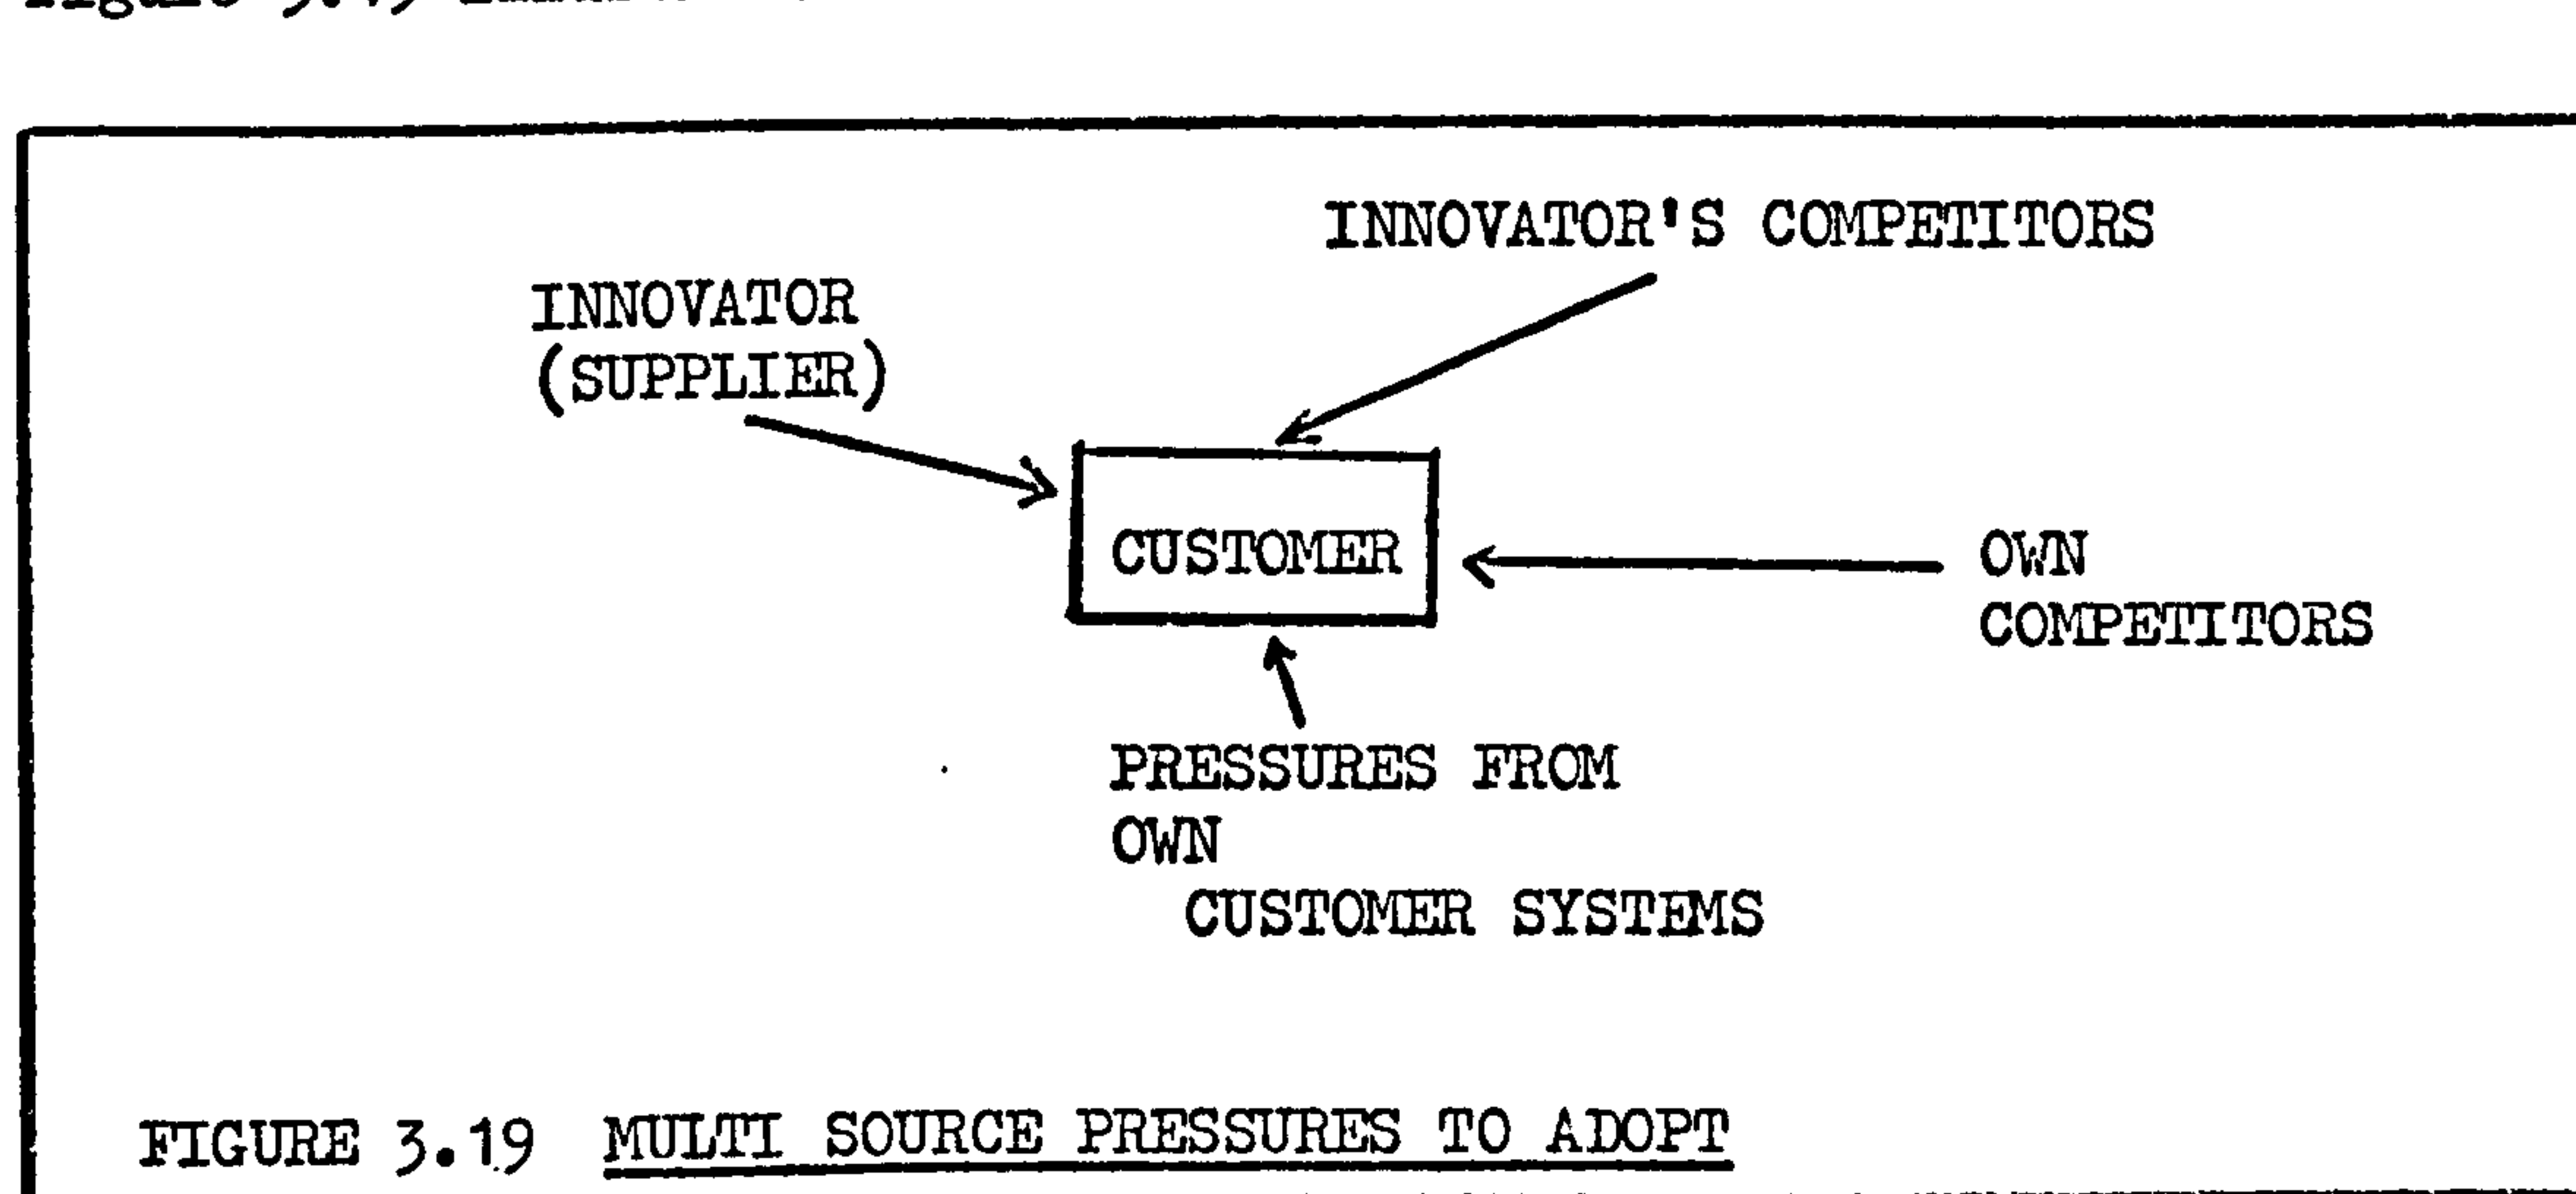 INNOVATOR'S COMPETITORS
INNOVATOR
(SUPPLIER)
CUSTOMER
OWN
COMPETITORS
PRESSURES FROM
OWN
CUSTOMER SYSTEMS
FIGURE 3.19 MULTI SOURCE PRESSURES TO ADOPT